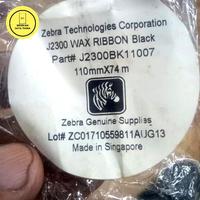 Zebra Technologies Corporation
J2300 WAX RIBBON Black
Part# J2300BK11007
110mmX74 m
Zebra Genuine Supplies
Lot# ZC01710559811AUG13
Made in Singapore